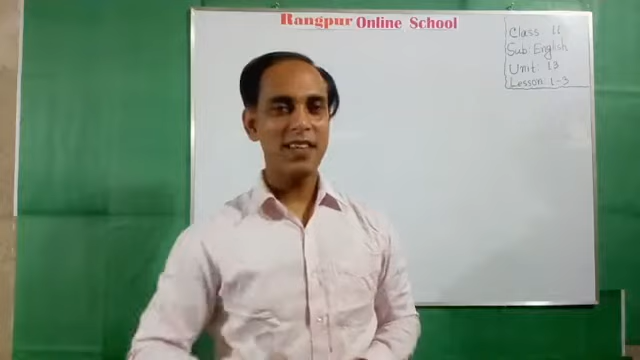 Rangpur Online School
Class 11
Sub: English
Unit: 13
Lesson 1-3